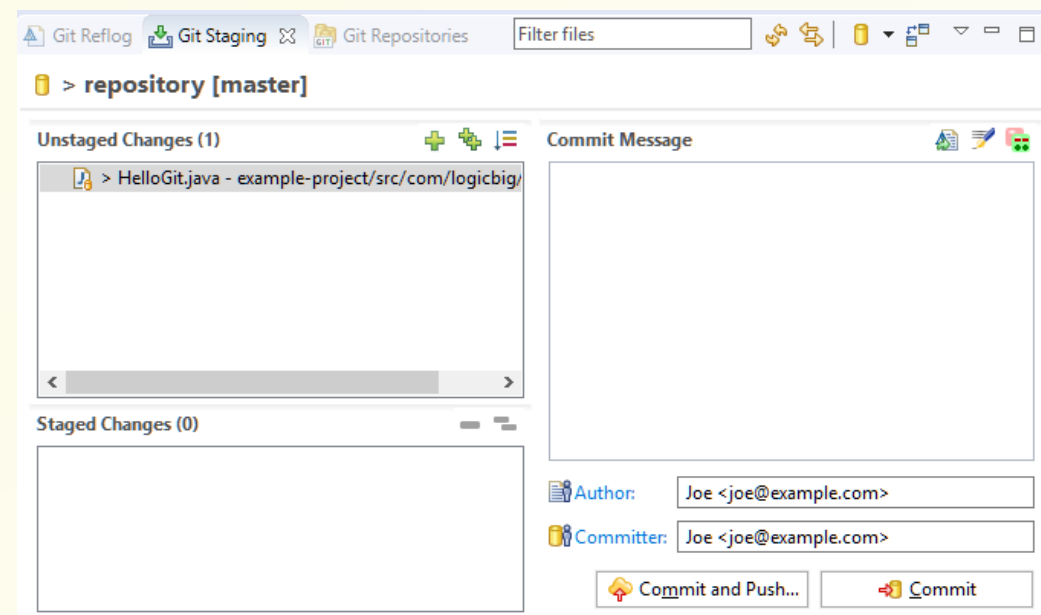 Git Reflog Git Staging Git Repositories Filter files
> repository [master]
Unstaged Changes (1)
> HelloGit.java - example-project/src/com/logicbig/
Staged Changes (0)
Commit Message
Author: Joe <joe@example.com>
Committer: Joe <joe@example.com>
Commit and Push... Commit